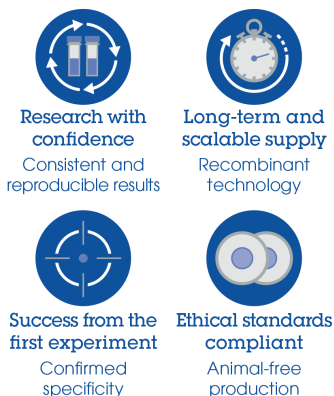 Research with
confidence
Consistent and
reproducible results
Long-term and
scalable supply
Recombinant
technology
Success from the
first experiment
Confirmed
specificity
Ethical standards
compliant
Animal-free
production